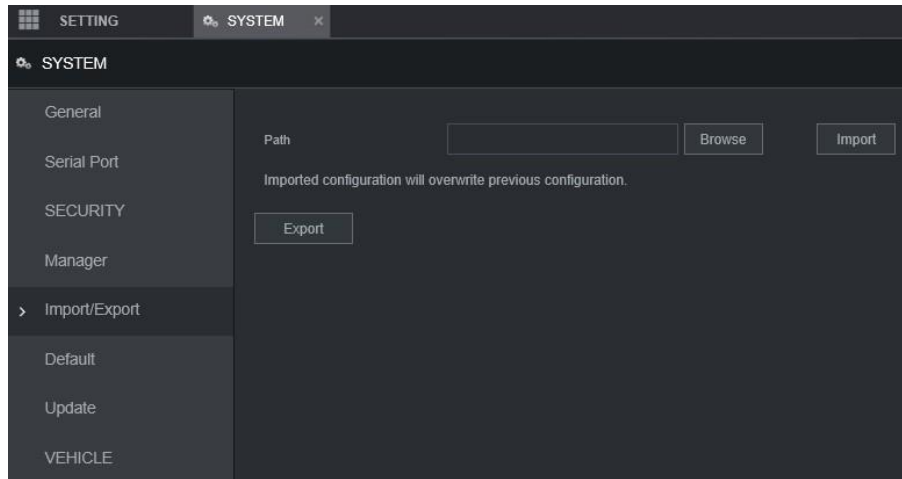 SETTING
SYSTEM ×
SYSTEM
General
Serial Port
SECURITY
Manager
Import/Export
Default
Update
VEHICLE
Path Browse Import
Imported configuration will overwrite previous configuration.
Export